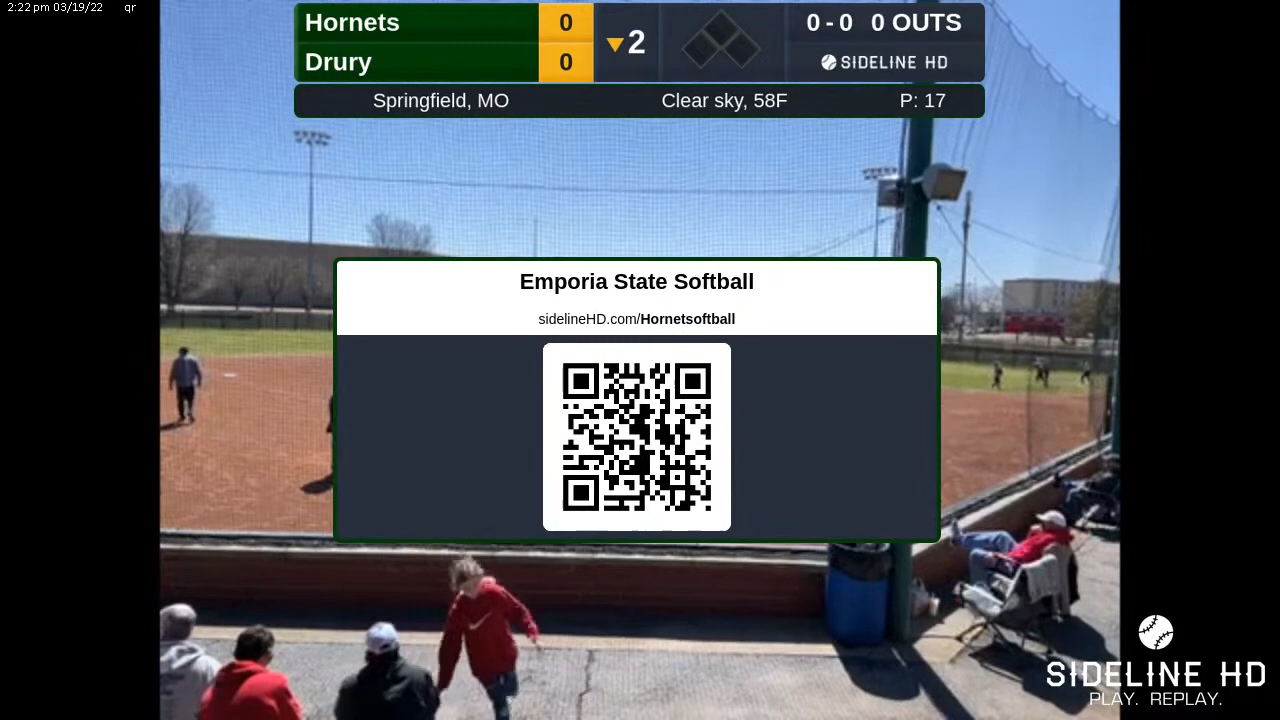 2:22 pm 03/19/22 qr
Hornets 0
Drury 0
2
0 - 0 0 OUTS
SIDELINE HD
Springfield, MO Clear sky, 58F P: 17
Emporia State Softball
sidelineHD.com/Hornetsoftball
SIDELINE HD
PLAY. REPLAY.